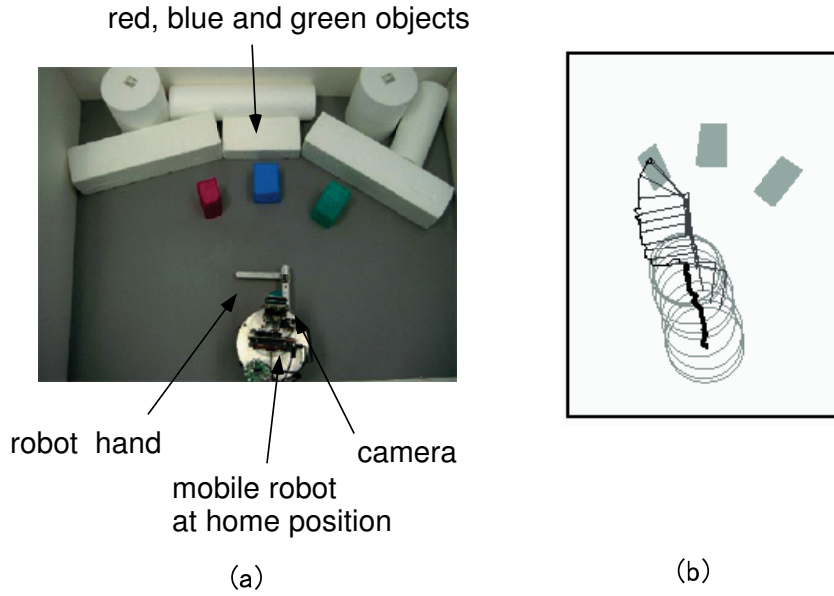 red, blue and green objects
robot hand
camera
mobile robot
at home position
(a)
(b)